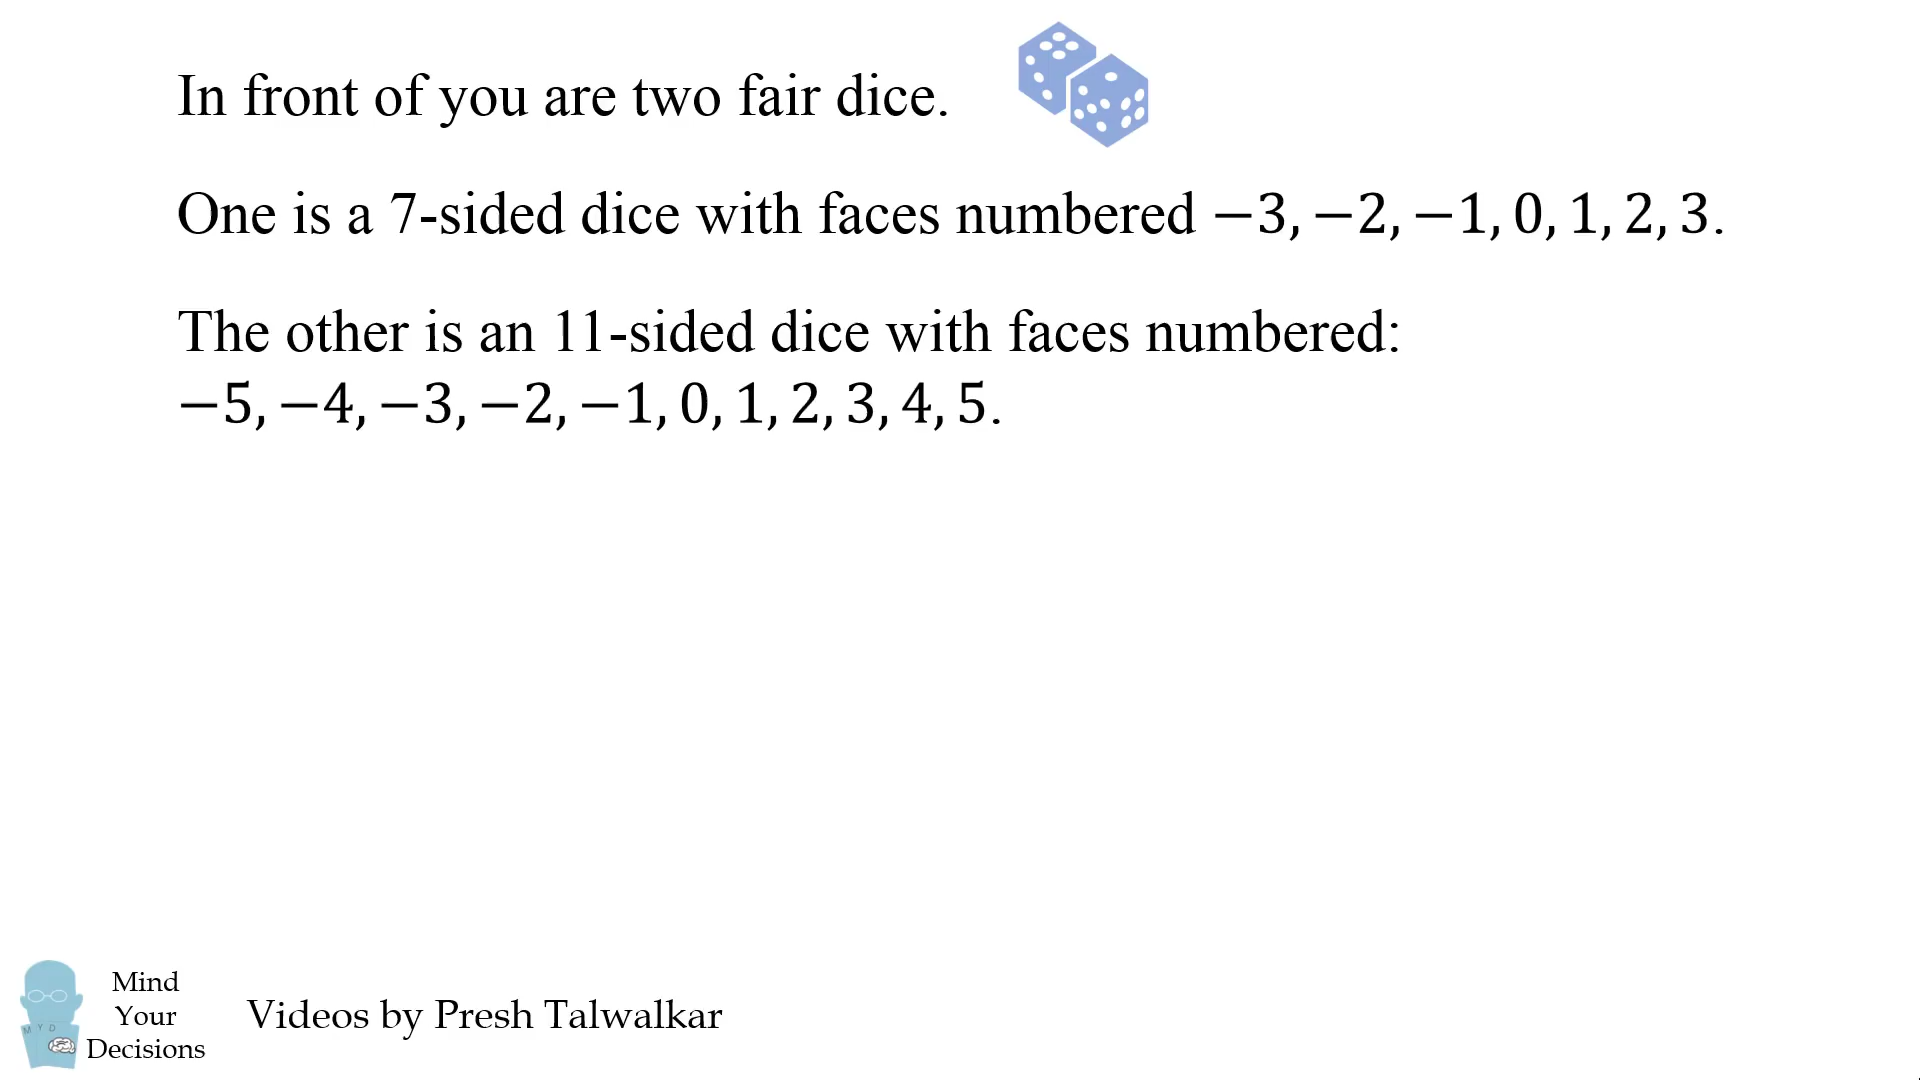 In front of you are two fair dice.
One is a 7-sided dice with faces numbered −3, −2, −1, 0, 1, 2, 3.
The other is an 11-sided dice with faces numbered:
−5, −4, −3, −2, −1, 0, 1, 2, 3, 4, 5.
M Y D
Mind
Your
Decisions
Videos by Presh Talwalkar